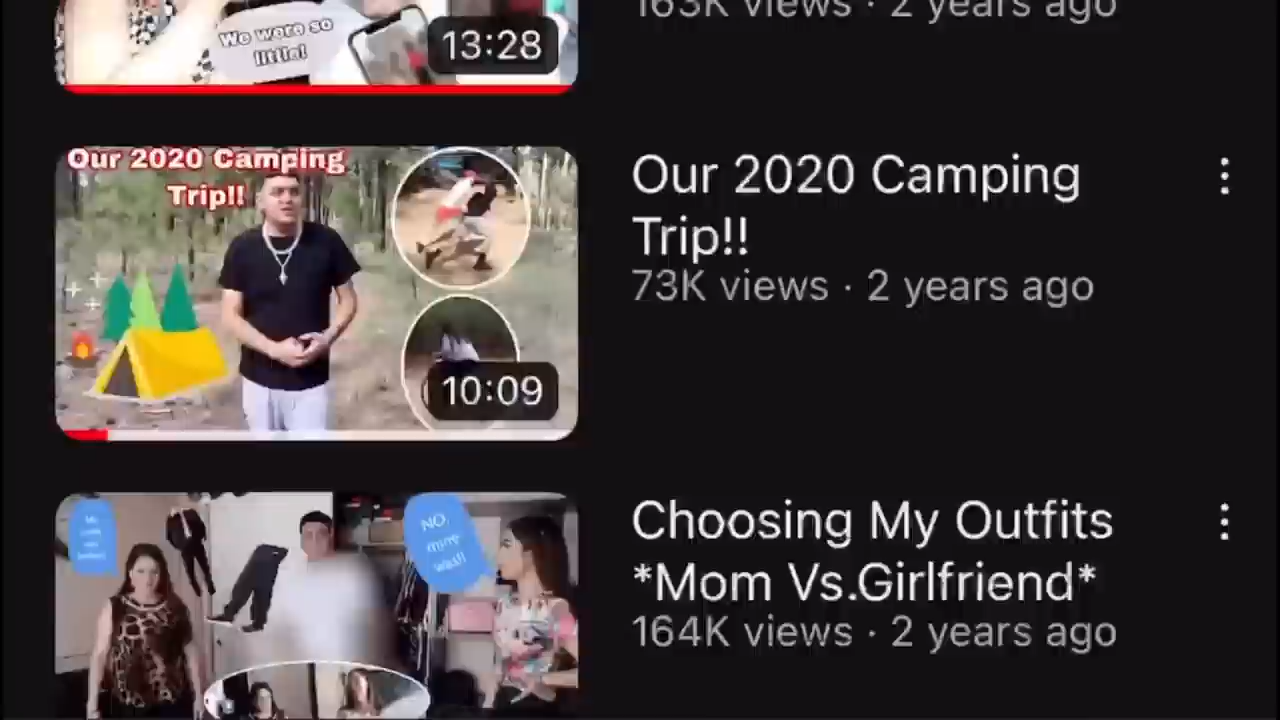 163K views · 2 years ago
We were so
little!
13:28
Our 2020 Camping
Trip!!
10:09
Our 2020 Camping
Trip!!
73K views · 2 years ago
NO,
Choosing My Outfits
*Mom Vs.Girlfriend*
164K views · 2 years ago